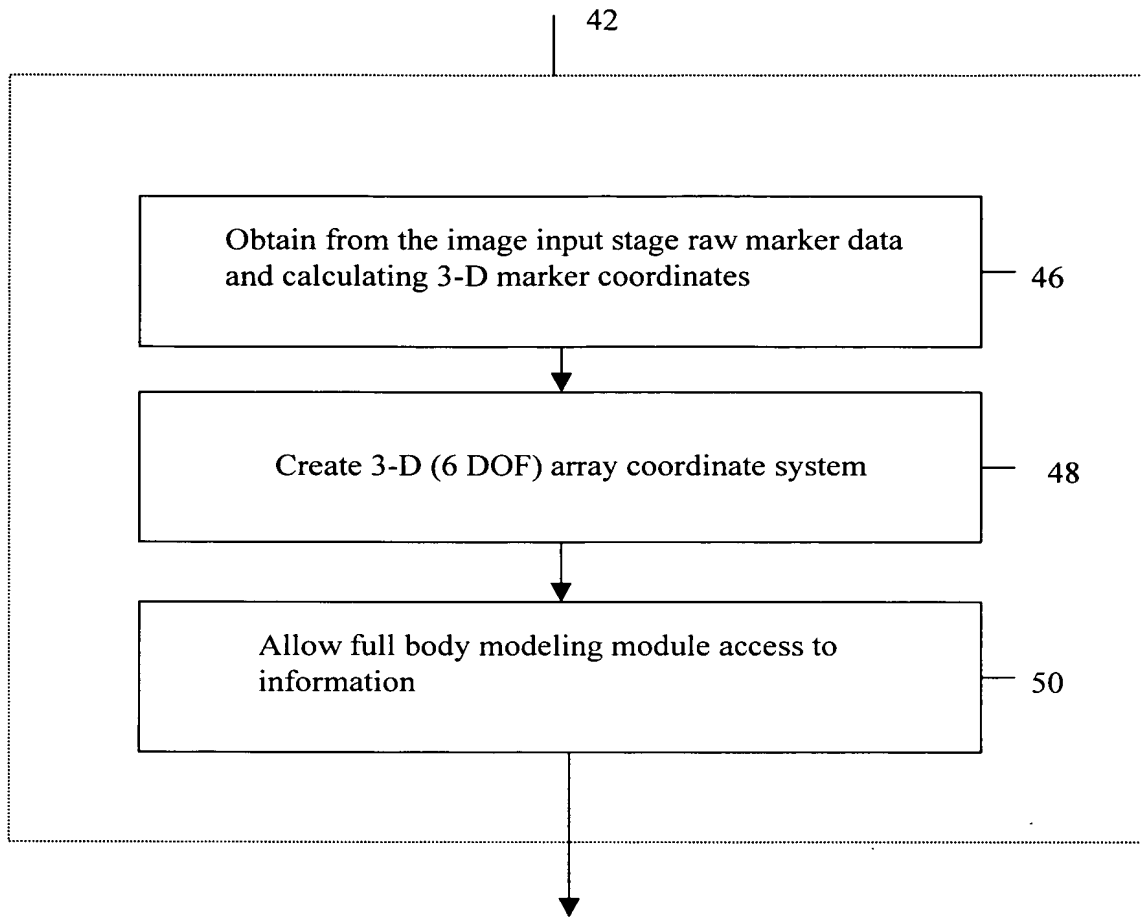 42
Obtain from the image input stage raw marker data
and calculating 3-D marker coordinates
46
Create 3-D (6 DOF) array coordinate system
48
Allow full body modeling module access to
information
50